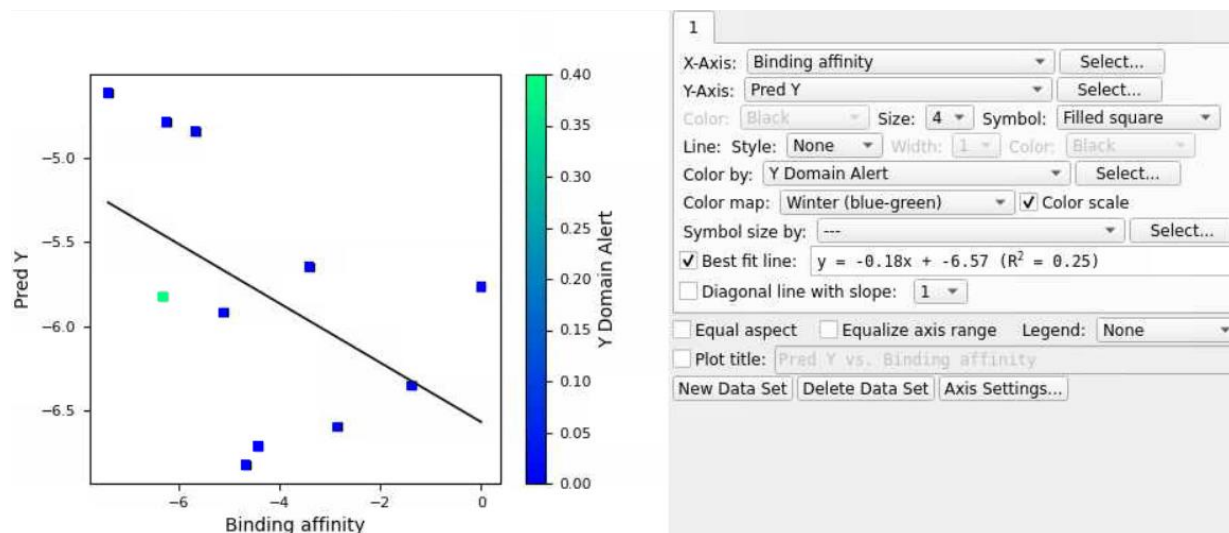 −5.0
−5.5
−6.0
−6.5
Pred Y
−6 −4 −2 0
Binding affinity
0.40
0.35
0.30
0.25
0.20
0.15
0.10
0.05
0.00
Y Domain Alert
1
X-Axis: Binding affinity Select...
Y-Axis: Pred Y Select...
Color: Black Size: 4 Symbol: Filled square
Line: Style: None Width: 1 Color: Black
Color by: Y Domain Alert Select...
Color map: Winter (blue-green) Color scale
Symbol size by: --- Select...
Best fit line: y = -0.18x + -6.57 (R² = 0.25)
Diagonal line with slope: 1
Equal aspect Equalize axis range Legend: None
Plot title: Pred Y vs. Binding affinity
New Data Set Delete Data Set Axis Settings...